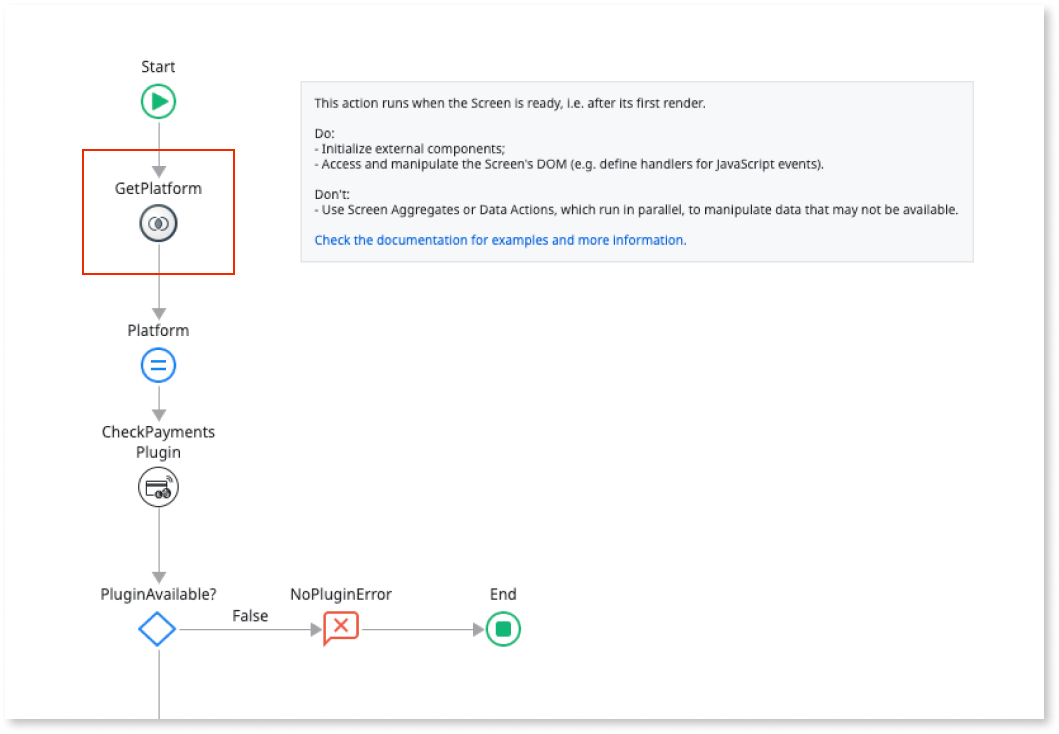 Start
This action runs when the Screen is ready, i.e. after its first render.
Do:
- Initialize external components;
- Access and manipulate the Screen's DOM (e.g. define handlers for JavaScript events).
Don't:
- Use Screen Aggregates or Data Actions, which run in parallel, to manipulate data that may not be available.
Check the documentation for examples and more information.
GetPlatform
Platform
CheckPayments
Plugin
PluginAvailable?
False
NoPluginError
End